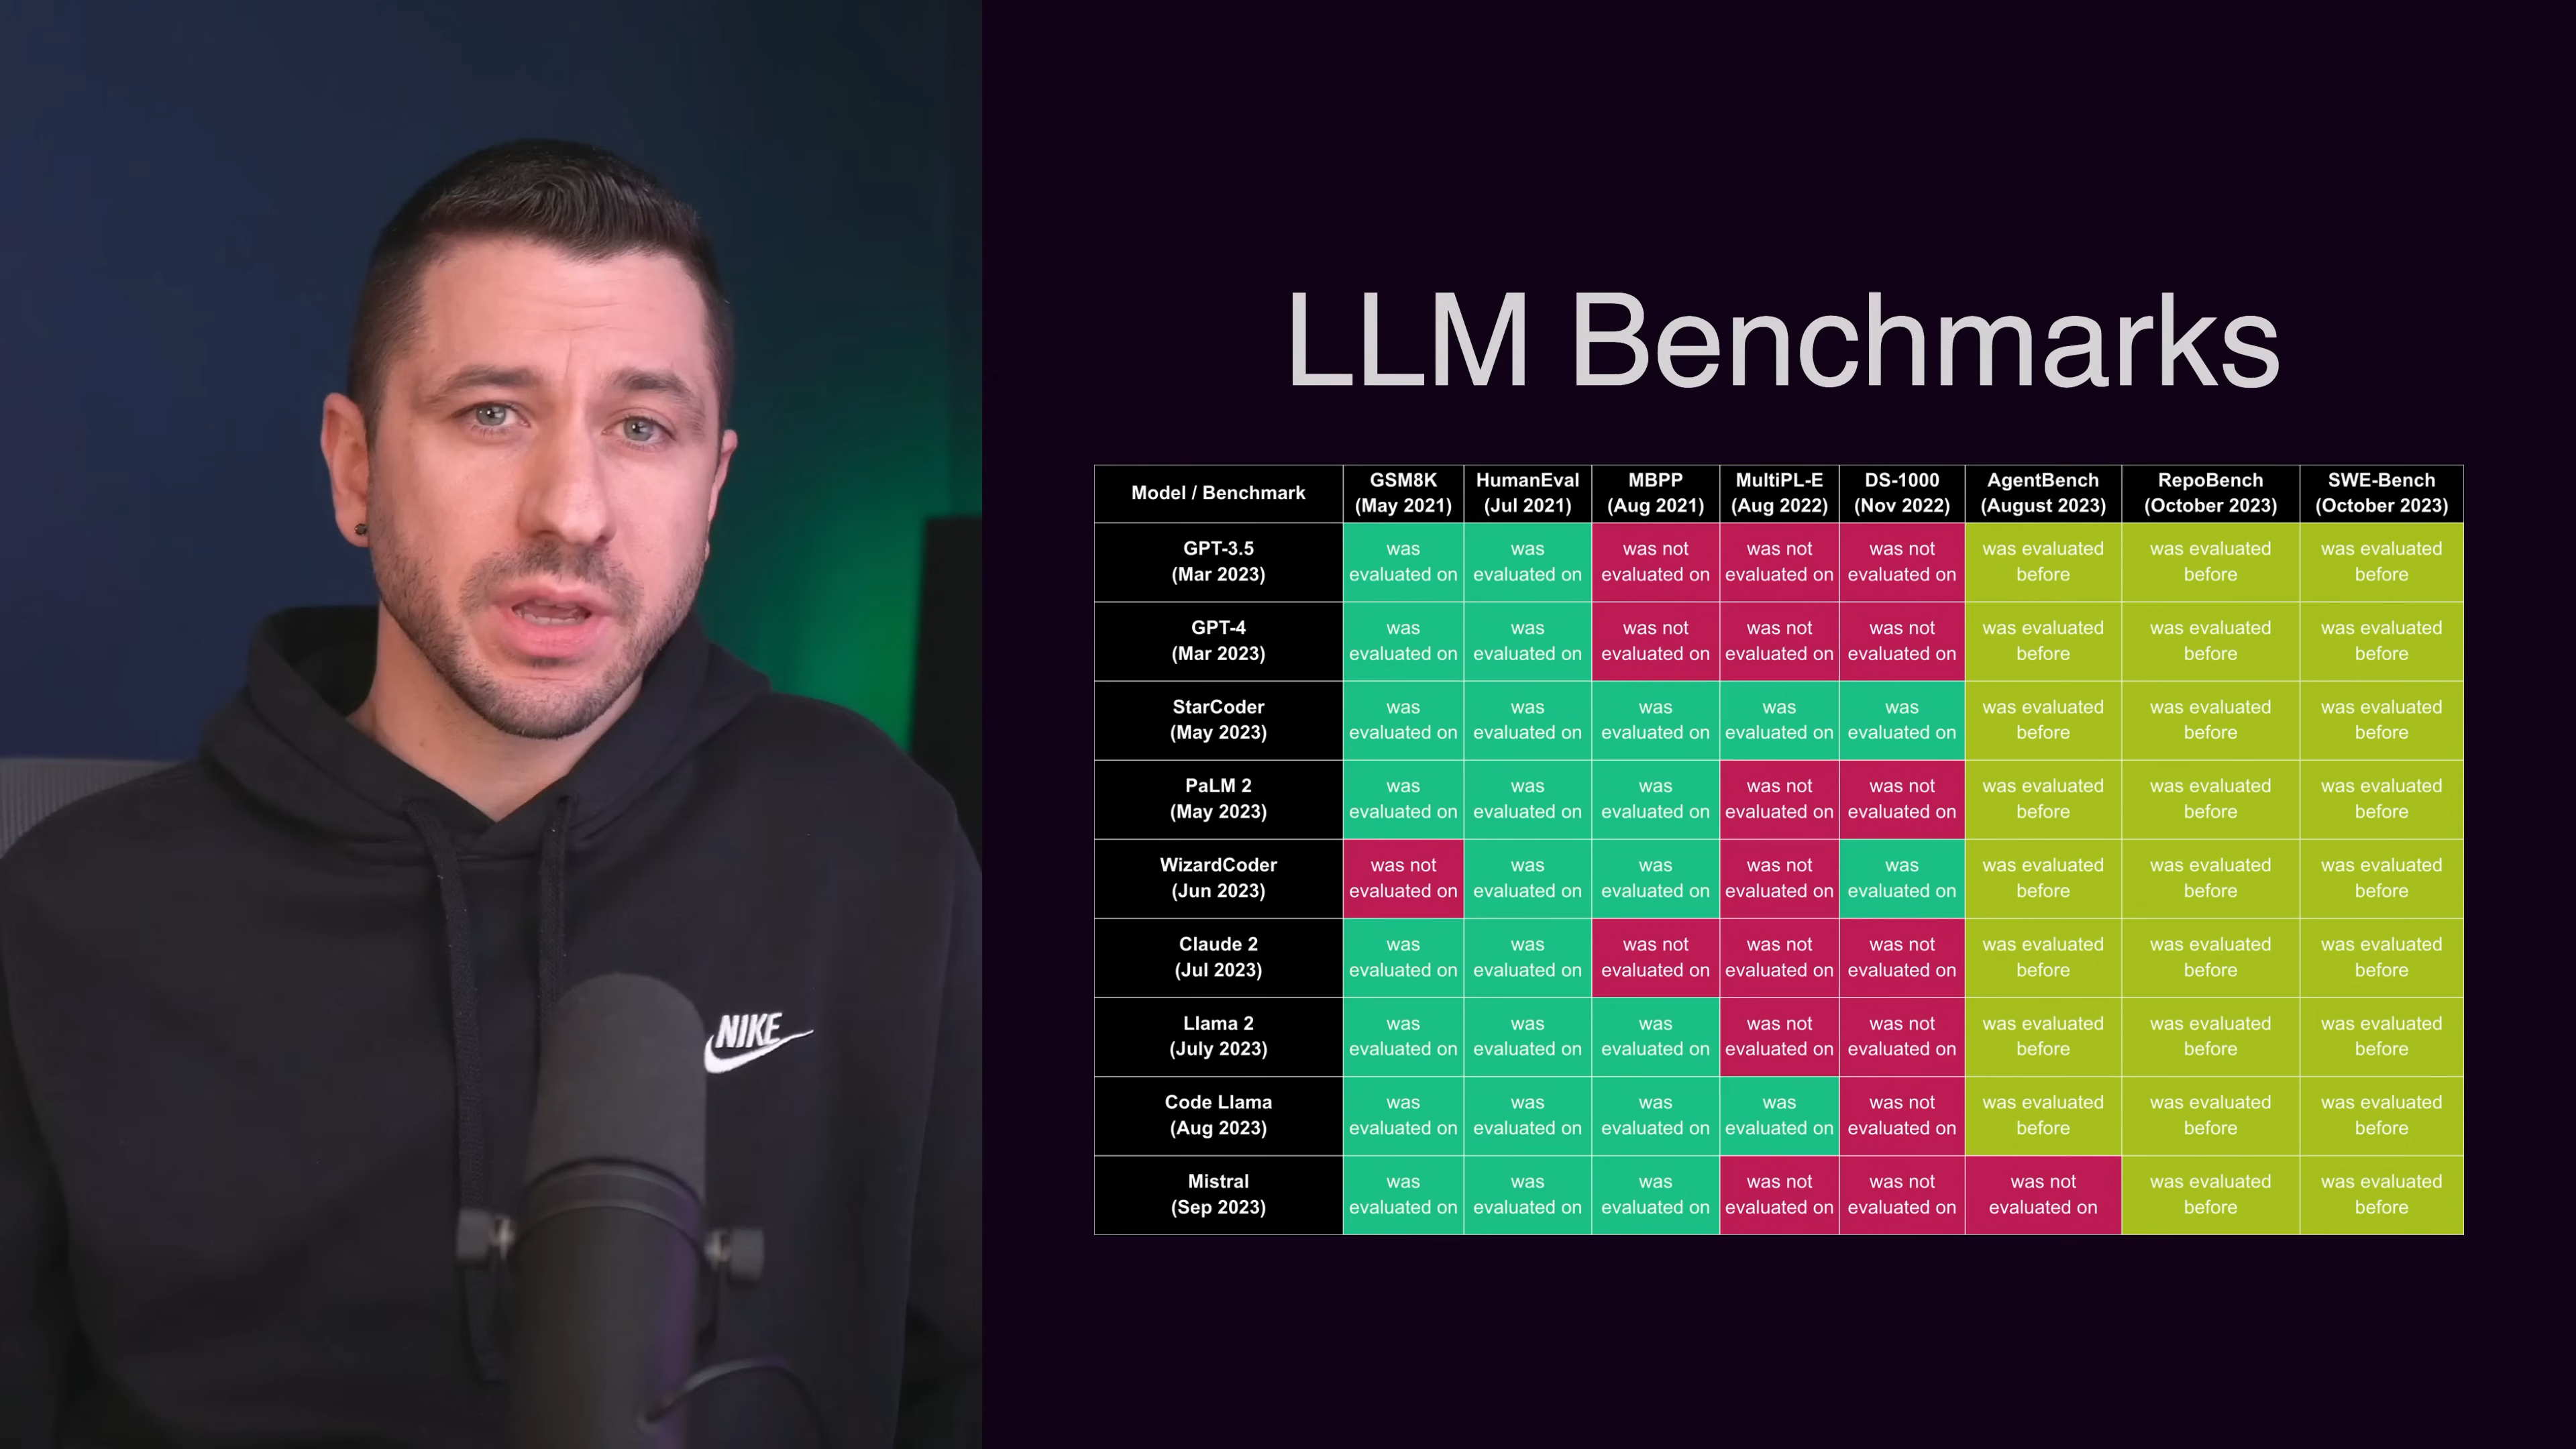 LLM Benchmarks
Model / Benchmark
GSM8K
(May 2021)
HumanEval
(Jul 2021)
MBPP
(Aug 2021)
MultiPL-E
(Aug 2022)
DS-1000
(Nov 2022)
AgentBench
(August 2023)
RepoBench
(October 2023)
SWE-Bench
(October 2023)
GPT-3.5
(Mar 2023)
was
evaluated on
was
evaluated on
was not
evaluated on
was not
evaluated on
was not
evaluated on
was evaluated
before
was evaluated
before
was evaluated
before
GPT-4
(Mar 2023)
was
evaluated on
was
evaluated on
was not
evaluated on
was not
evaluated on
was not
evaluated on
was evaluated
before
was evaluated
before
was evaluated
before
StarCoder
(May 2023)
was
evaluated on
was
evaluated on
was
evaluated on
was
evaluated on
was
evaluated on
was evaluated
before
was evaluated
before
was evaluated
before
PaLM 2
(May 2023)
was
evaluated on
was
evaluated on
was
evaluated on
was not
evaluated on
was not
evaluated on
was evaluated
before
was evaluated
before
was evaluated
before
WizardCoder
(Jun 2023)
was not
evaluated on
was
evaluated on
was
evaluated on
was not
evaluated on
was
evaluated on
was evaluated
before
was evaluated
before
was evaluated
before
Claude 2
(Jul 2023)
was
evaluated on
was
evaluated on
was not
evaluated on
was not
evaluated on
was not
evaluated on
was evaluated
before
was evaluated
before
was evaluated
before
Llama 2
(July 2023)
was
evaluated on
was
evaluated on
was
evaluated on
was not
evaluated on
was not
evaluated on
was evaluated
before
was evaluated
before
was evaluated
before
Code Llama
(Aug 2023)
was
evaluated on
was
evaluated on
was
evaluated on
was
evaluated on
was not
evaluated on
was evaluated
before
was evaluated
before
was evaluated
before
Mistral
(Sep 2023)
was
evaluated on
was
evaluated on
was
evaluated on
was not
evaluated on
was not
evaluated on
was not
evaluated on
was evaluated
before
was evaluated
before
NIKE